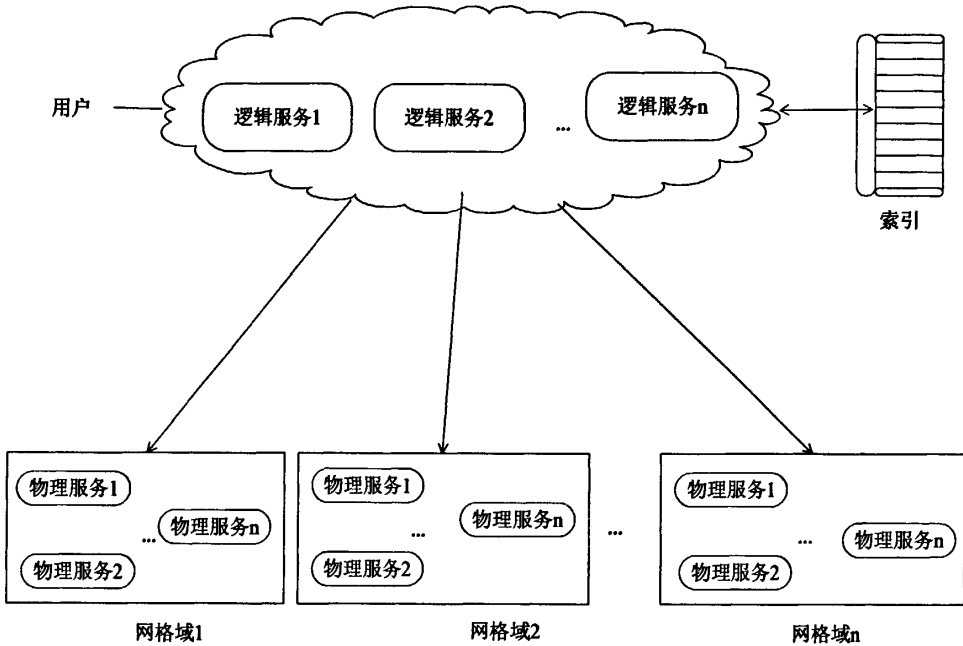 用户
逻辑服务1
逻辑服务2
...
逻辑服务n
索引
物理服务1
物理服务2
...
物理服务n
网格域1
物理服务1
物理服务2
...
物理服务n
网格域2
...
物理服务1
物理服务2
...
物理服务n
网格域n